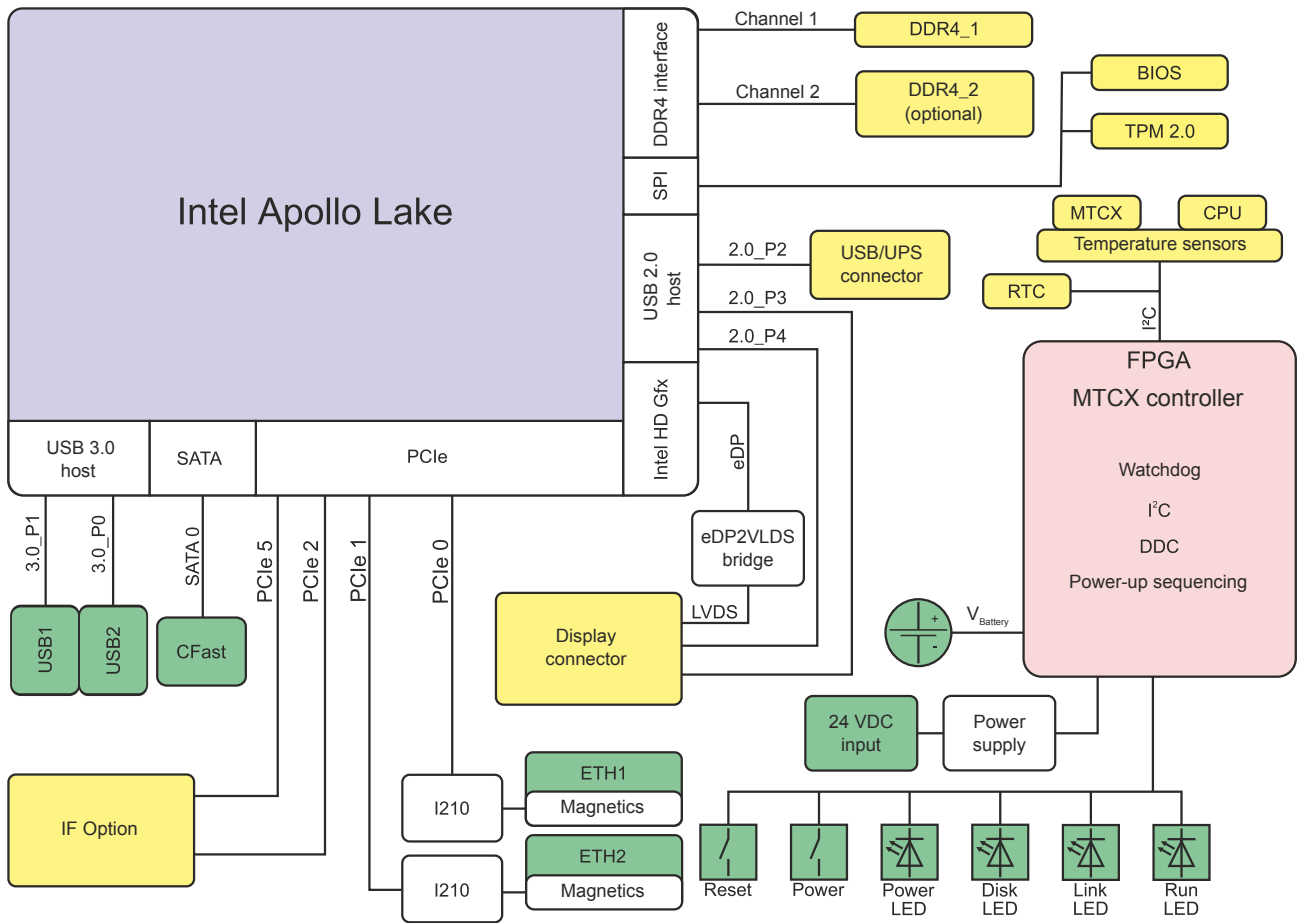 Intel Apollo Lake
DDR4 interface
SPI
USB 2.0
host
Intel HD Gfx
USB 3.0
host
SATA
PCIe
Channel 1
DDR4_1
Channel 2
DDR4_2
(optional)
BIOS
TPM 2.0
MTCX
CPU
Temperature sensors
RTC
I²C
2.0_P2
USB/UPS
connector
2.0_P3
2.0_P4
eDP
eDP2VLDS
bridge
LVDS
Display
connector
FPGA
MTCX controller
Watchdog
I²C
DDC
Power-up sequencing
+
-
V Battery
24 VDC
input
Power
supply
3.0_P1
3.0_P0
SATA 0
PCIe 5
PCIe 2
PCIe 1
PCIe 0
USB1
USB2
CFast
IF Option
I210
ETH1
Magnetics
I210
ETH2
Magnetics
Reset
Power
Power
LED
Disk
LED
Link
LED
Run
LED